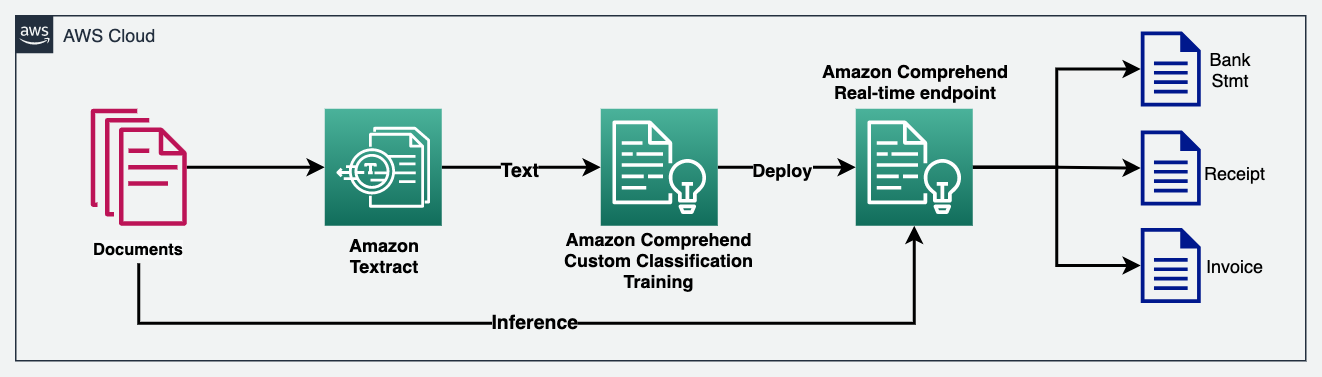 aws
AWS Cloud
Documents
Amazon
Textract
Text
Amazon Comprehend
Custom Classification
Training
Deploy
Amazon Comprehend
Real-time endpoint
Bank
Stmt
Receipt
Invoice
Inference